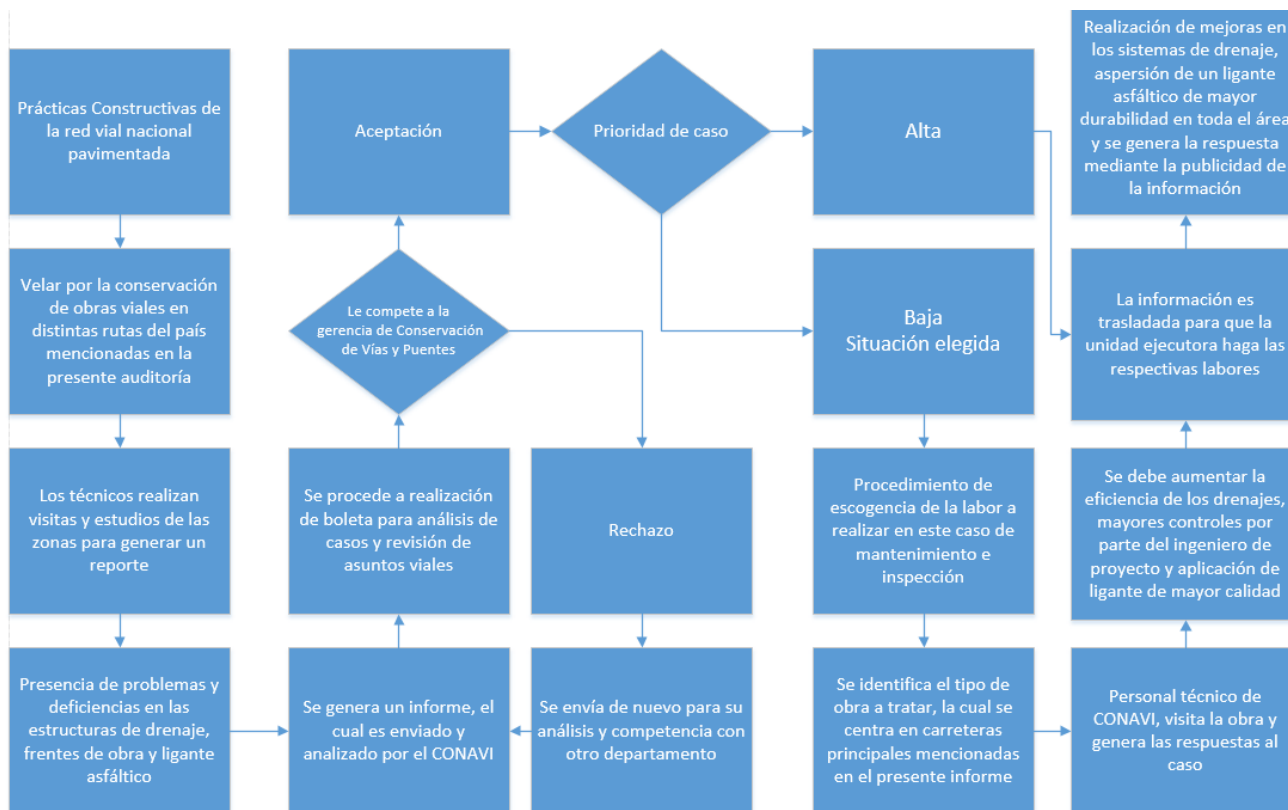 Prácticas Constructivas de
la red vial nacional
pavimentada
Velar por la conservación
de obras viales en
distintas rutas del país
mencionadas en la
presente auditoría
Los técnicos realizan
visitas y estudios de las
zonas para generar un
reporte
Presencia de problemas y
deficiencias en las
estructuras de drenaje,
frentes de obra y ligante
asfáltico
Se genera un informe, el
cual es enviado y
analizado por el CONAVI
Se procede a realización
de boleta para análisis de
casos y revisión de
asuntos viales
Le compete a la
gerencia de Conservación
de Vías y Puentes
Aceptación
Rechazo
Se envía de nuevo para su
análisis y competencia con
otro departamento
Prioridad de caso
Alta
Baja
Situación elegida
Procedimiento de
escogencia de la labor a
realizar en este caso de
mantenimiento e
inspección
Se identifica el tipo de
obra a tratar, la cual se
centra en carreteras
principales mencionadas
en el presente informe
Personal técnico de
CONAVI, visita la obra y
genera las respuestas al
caso
Se debe aumentar la
eficiencia de los drenajes,
mayores controles por
parte del ingeniero de
proyecto y aplicación de
ligante de mayor calidad
La información es
trasladada para que la
unidad ejecutora haga las
respectivas labores
Realización de mejoras en
los sistemas de drenaje,
aspersión de un ligante
asfáltico de mayor
durabilidad en toda el área
y se genera la respuesta
mediante la publicidad de
la información